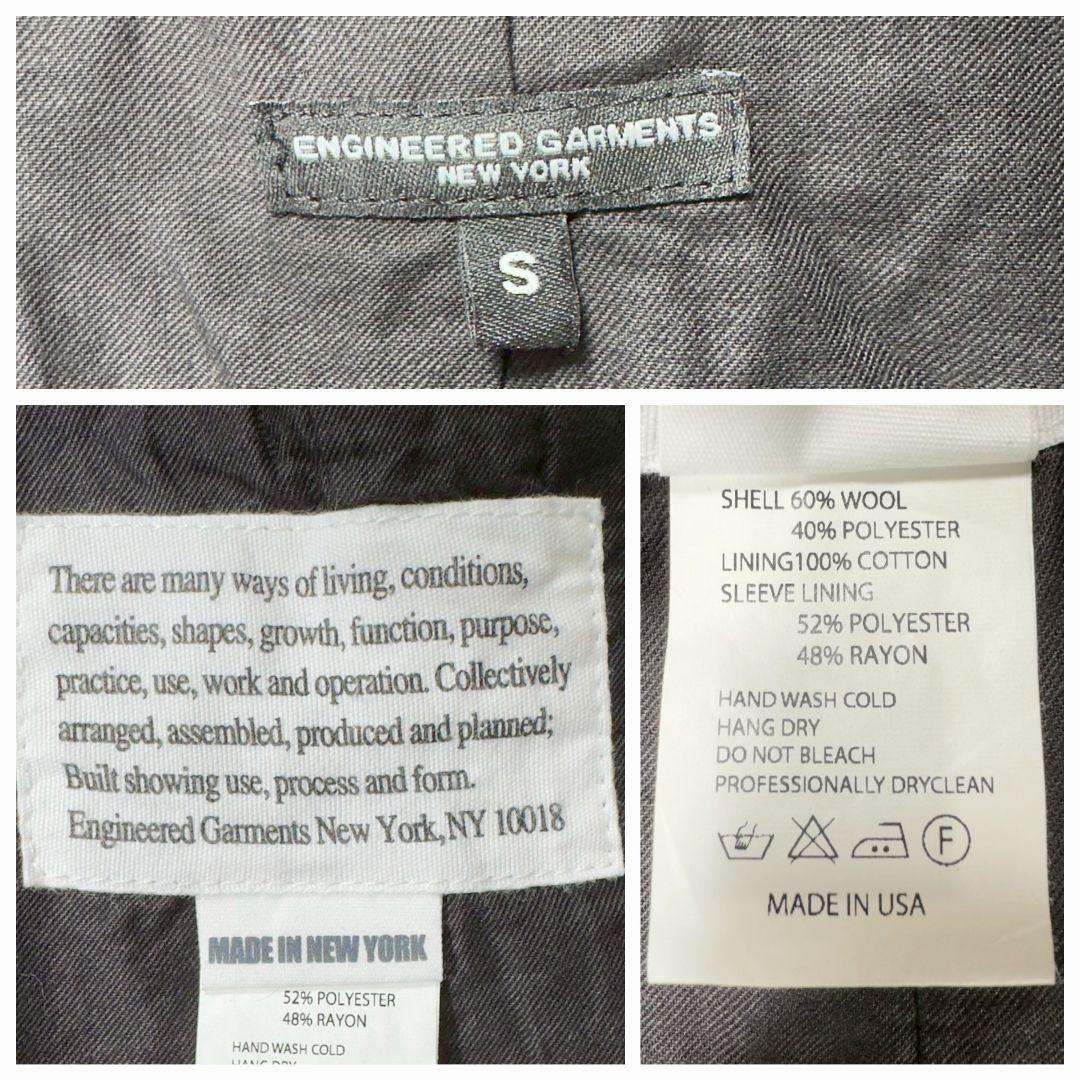 ENGINEERED GARMENTS
NEW YORK
S
There are many ways of living, conditions,
capacities, shapes, growth, function, purpose,
practice, use, work and operation. Collectively
arranged, assembled, produced and planned;
Built showing use, process and form.
Engineered Garments New York, NY 10018
MADE IN NEW YORK
52% POLYESTER
48% RAYON
HAND WASH COLD
HANG DRY
SHELL 60% WOOL
40% POLYESTER
LINING100% COTTON
SLEEVE LINING
52% POLYESTER
48% RAYON
HAND WASH COLD
HANG DRY
DO NOT BLEACH
PROFESSIONALLY DRYCLEAN
F
MADE IN USA